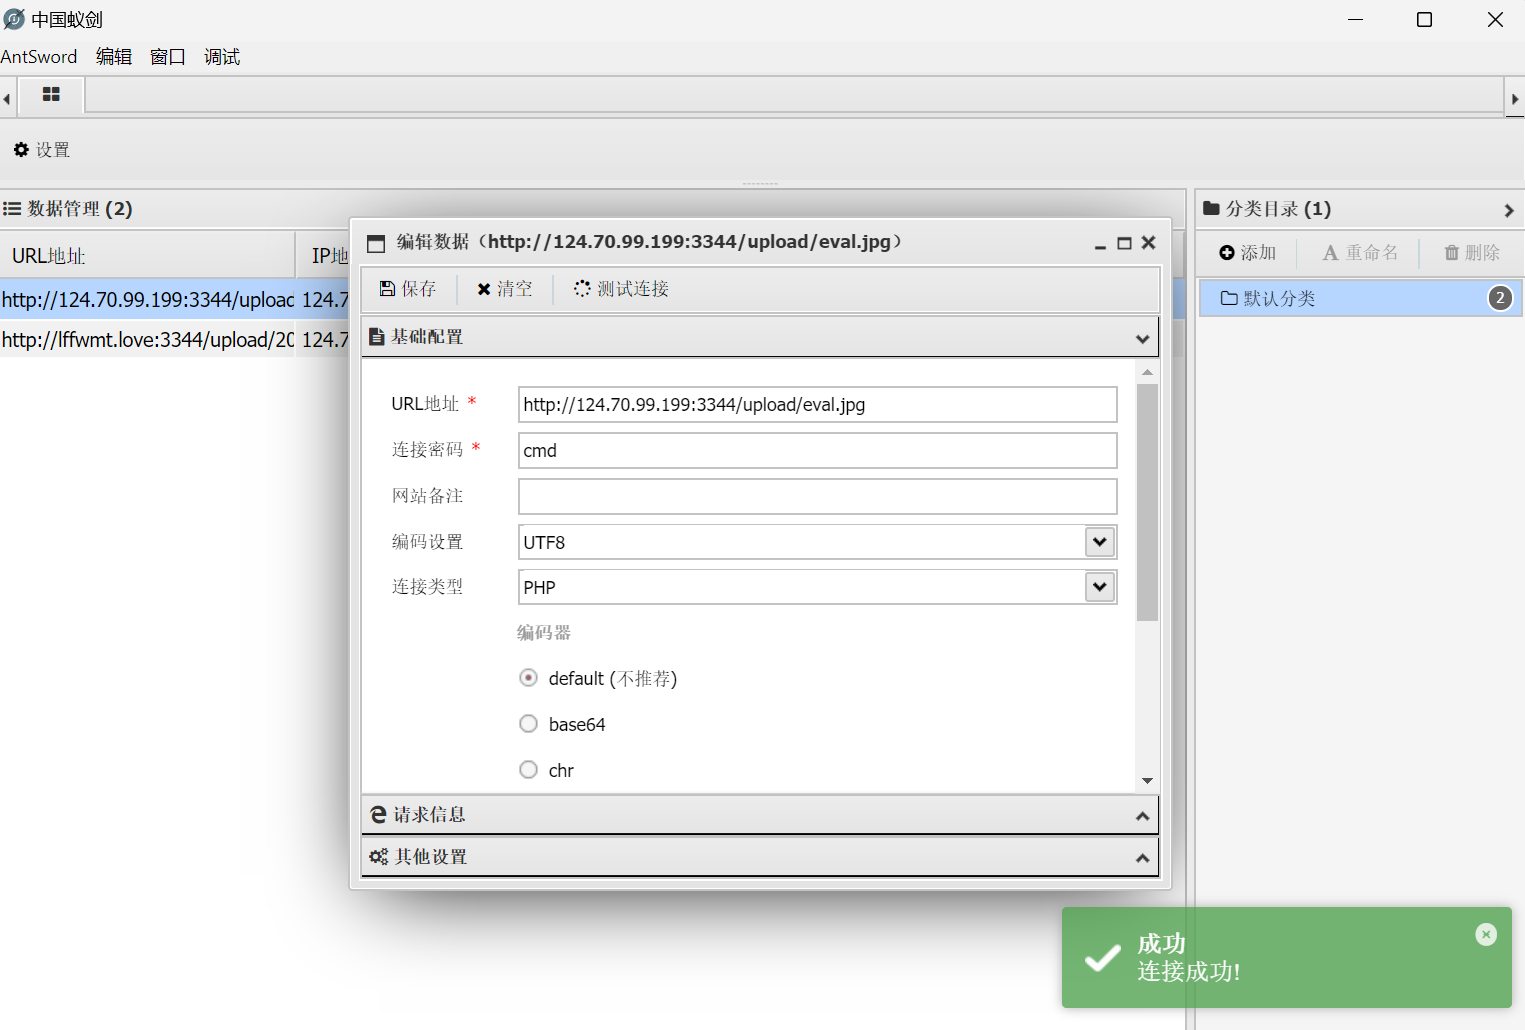 中国蚁剑
AntSword 编辑 窗口 调试
设置
数据管理 (2)
URL地址 IP地
http://124.70.99.199:3344/upload 124.7
http://lffwmt.love:3344/upload/20 124.7
编辑数据（http://124.70.99.199:3344/upload/eval.jpg）
保存 清空 测试连接
基础配置
URL地址 * http://124.70.99.199:3344/upload/eval.jpg
连接密码 * cmd
网站备注
编码设置 UTF8
连接类型 PHP
编码器
default (不推荐)
base64
chr
请求信息
其他设置
分类目录 (1)
添加 重命名 删除
默认分类 2
成功
连接成功!